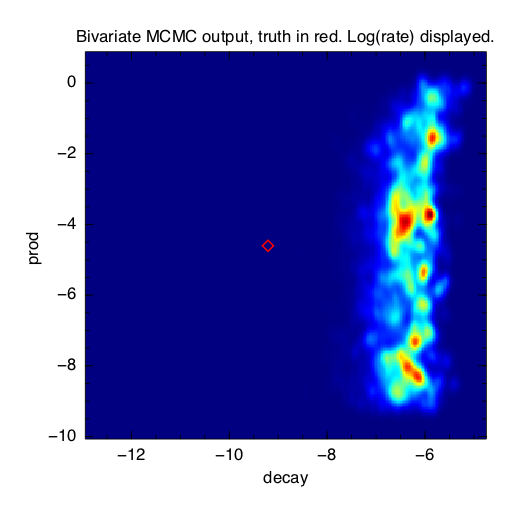 Bivariate MCMC output, truth in red. Log(rate) displayed.
0
−2
−4
−6
−8
−10
prod
−12 −10 −8 −6
decay